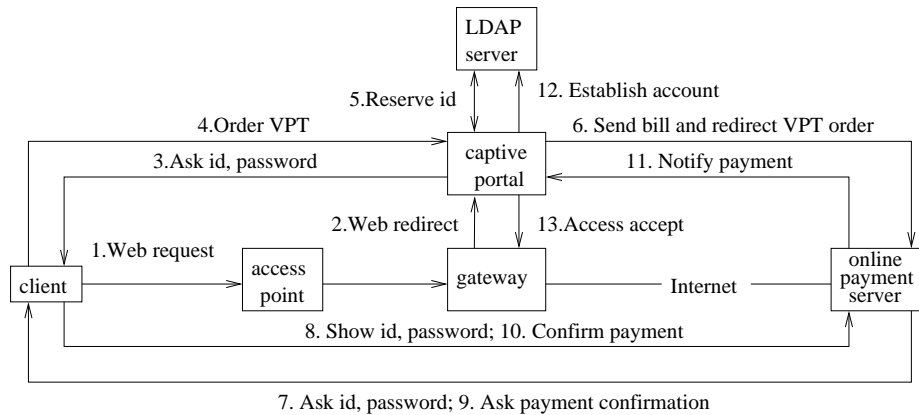 LDAP
server
5.Reserve id
12. Establish account
4.Order VPT
6. Send bill and redirect VPT order
3.Ask id, password
captive
portal
11. Notify payment
2.Web redirect
13.Access accept
1.Web request
client
access
point
gateway
Internet
online
payment
server
8. Show id, password; 10. Confirm payment
7. Ask id, password; 9. Ask payment confirmation